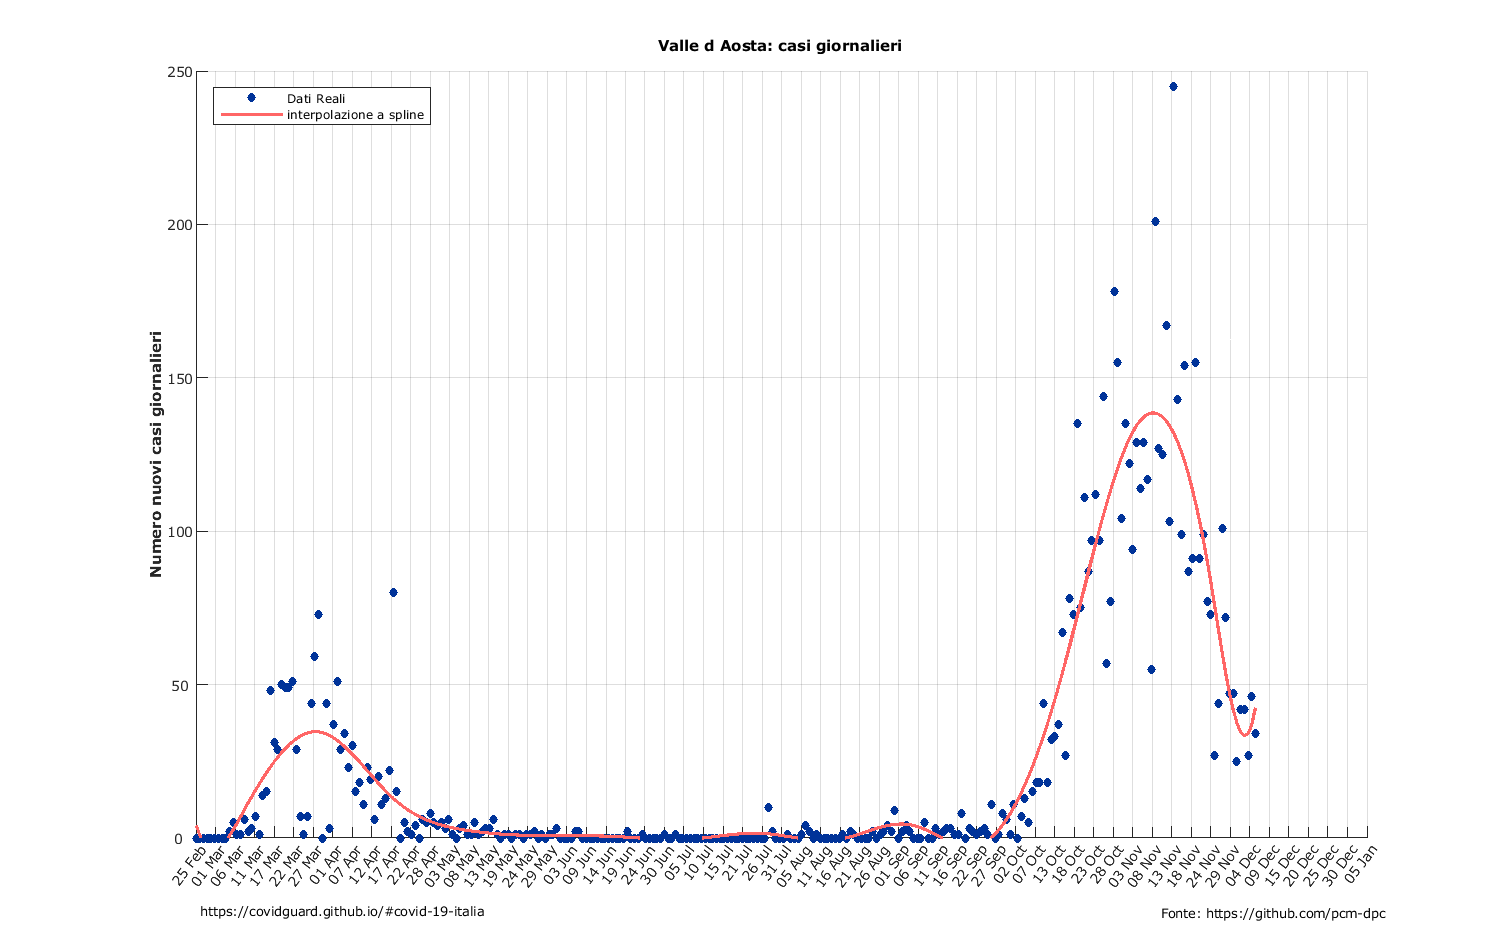 Valle d Aosta: casi giornalieri
250
200
150
100
50
0
Dati Reali
interpolazione a spline
Numero nuovi casi giornalieri
25 Feb
01 Mar
06 Mar
11 Mar
17 Mar
22 Mar
27 Mar
01 Apr
07 Apr
12 Apr
17 Apr
22 Apr
28 Apr
03 May
08 May
13 May
19 May
24 May
29 May
03 Jun
09 Jun
14 Jun
19 Jun
24 Jun
30 Jun
05 Jul
10 Jul
15 Jul
21 Jul
26 Jul
31 Jul
05 Aug
11 Aug
16 Aug
21 Aug
26 Aug
01 Sep
06 Sep
11 Sep
16 Sep
22 Sep
27 Sep
02 Oct
07 Oct
13 Oct
18 Oct
23 Oct
28 Oct
03 Nov
08 Nov
13 Nov
18 Nov
24 Nov
29 Nov
04 Dec
09 Dec
15 Dec
20 Dec
25 Dec
30 Dec
05 Jan
https://covidguard.github.io/#covid-19-italia
Fonte: https://github.com/pcm-dpc